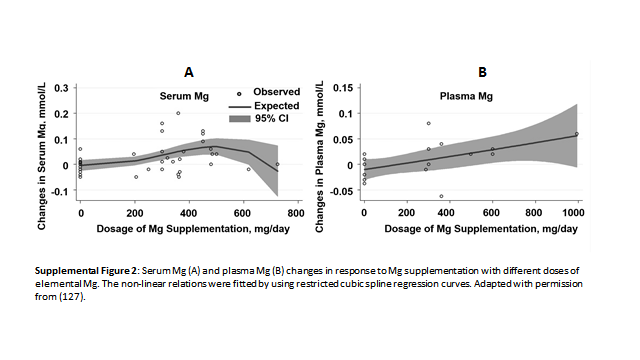 A
B
0.3
0.2
0.1
0
-0.1
Changes in Serum Mg, mmol/L
Serum Mg
Observed
Expected
95% CI
0
200
400
600
800
Dosage of Mg Supplementation, mg/day
0.15
0.1
0.05
0
-0.05
Changes in Plasma Mg, mmol/L
Plasma Mg
0
200
400
600
800
1000
Dosage of Mg Supplementation, mg/day
Supplemental Figure 2: Serum Mg (A) and plasma Mg (B) changes in response to Mg supplementation with different doses of
elemental Mg. The non-linear relations were fitted by using restricted cubic spline regression curves. Adapted with permission
from (127).